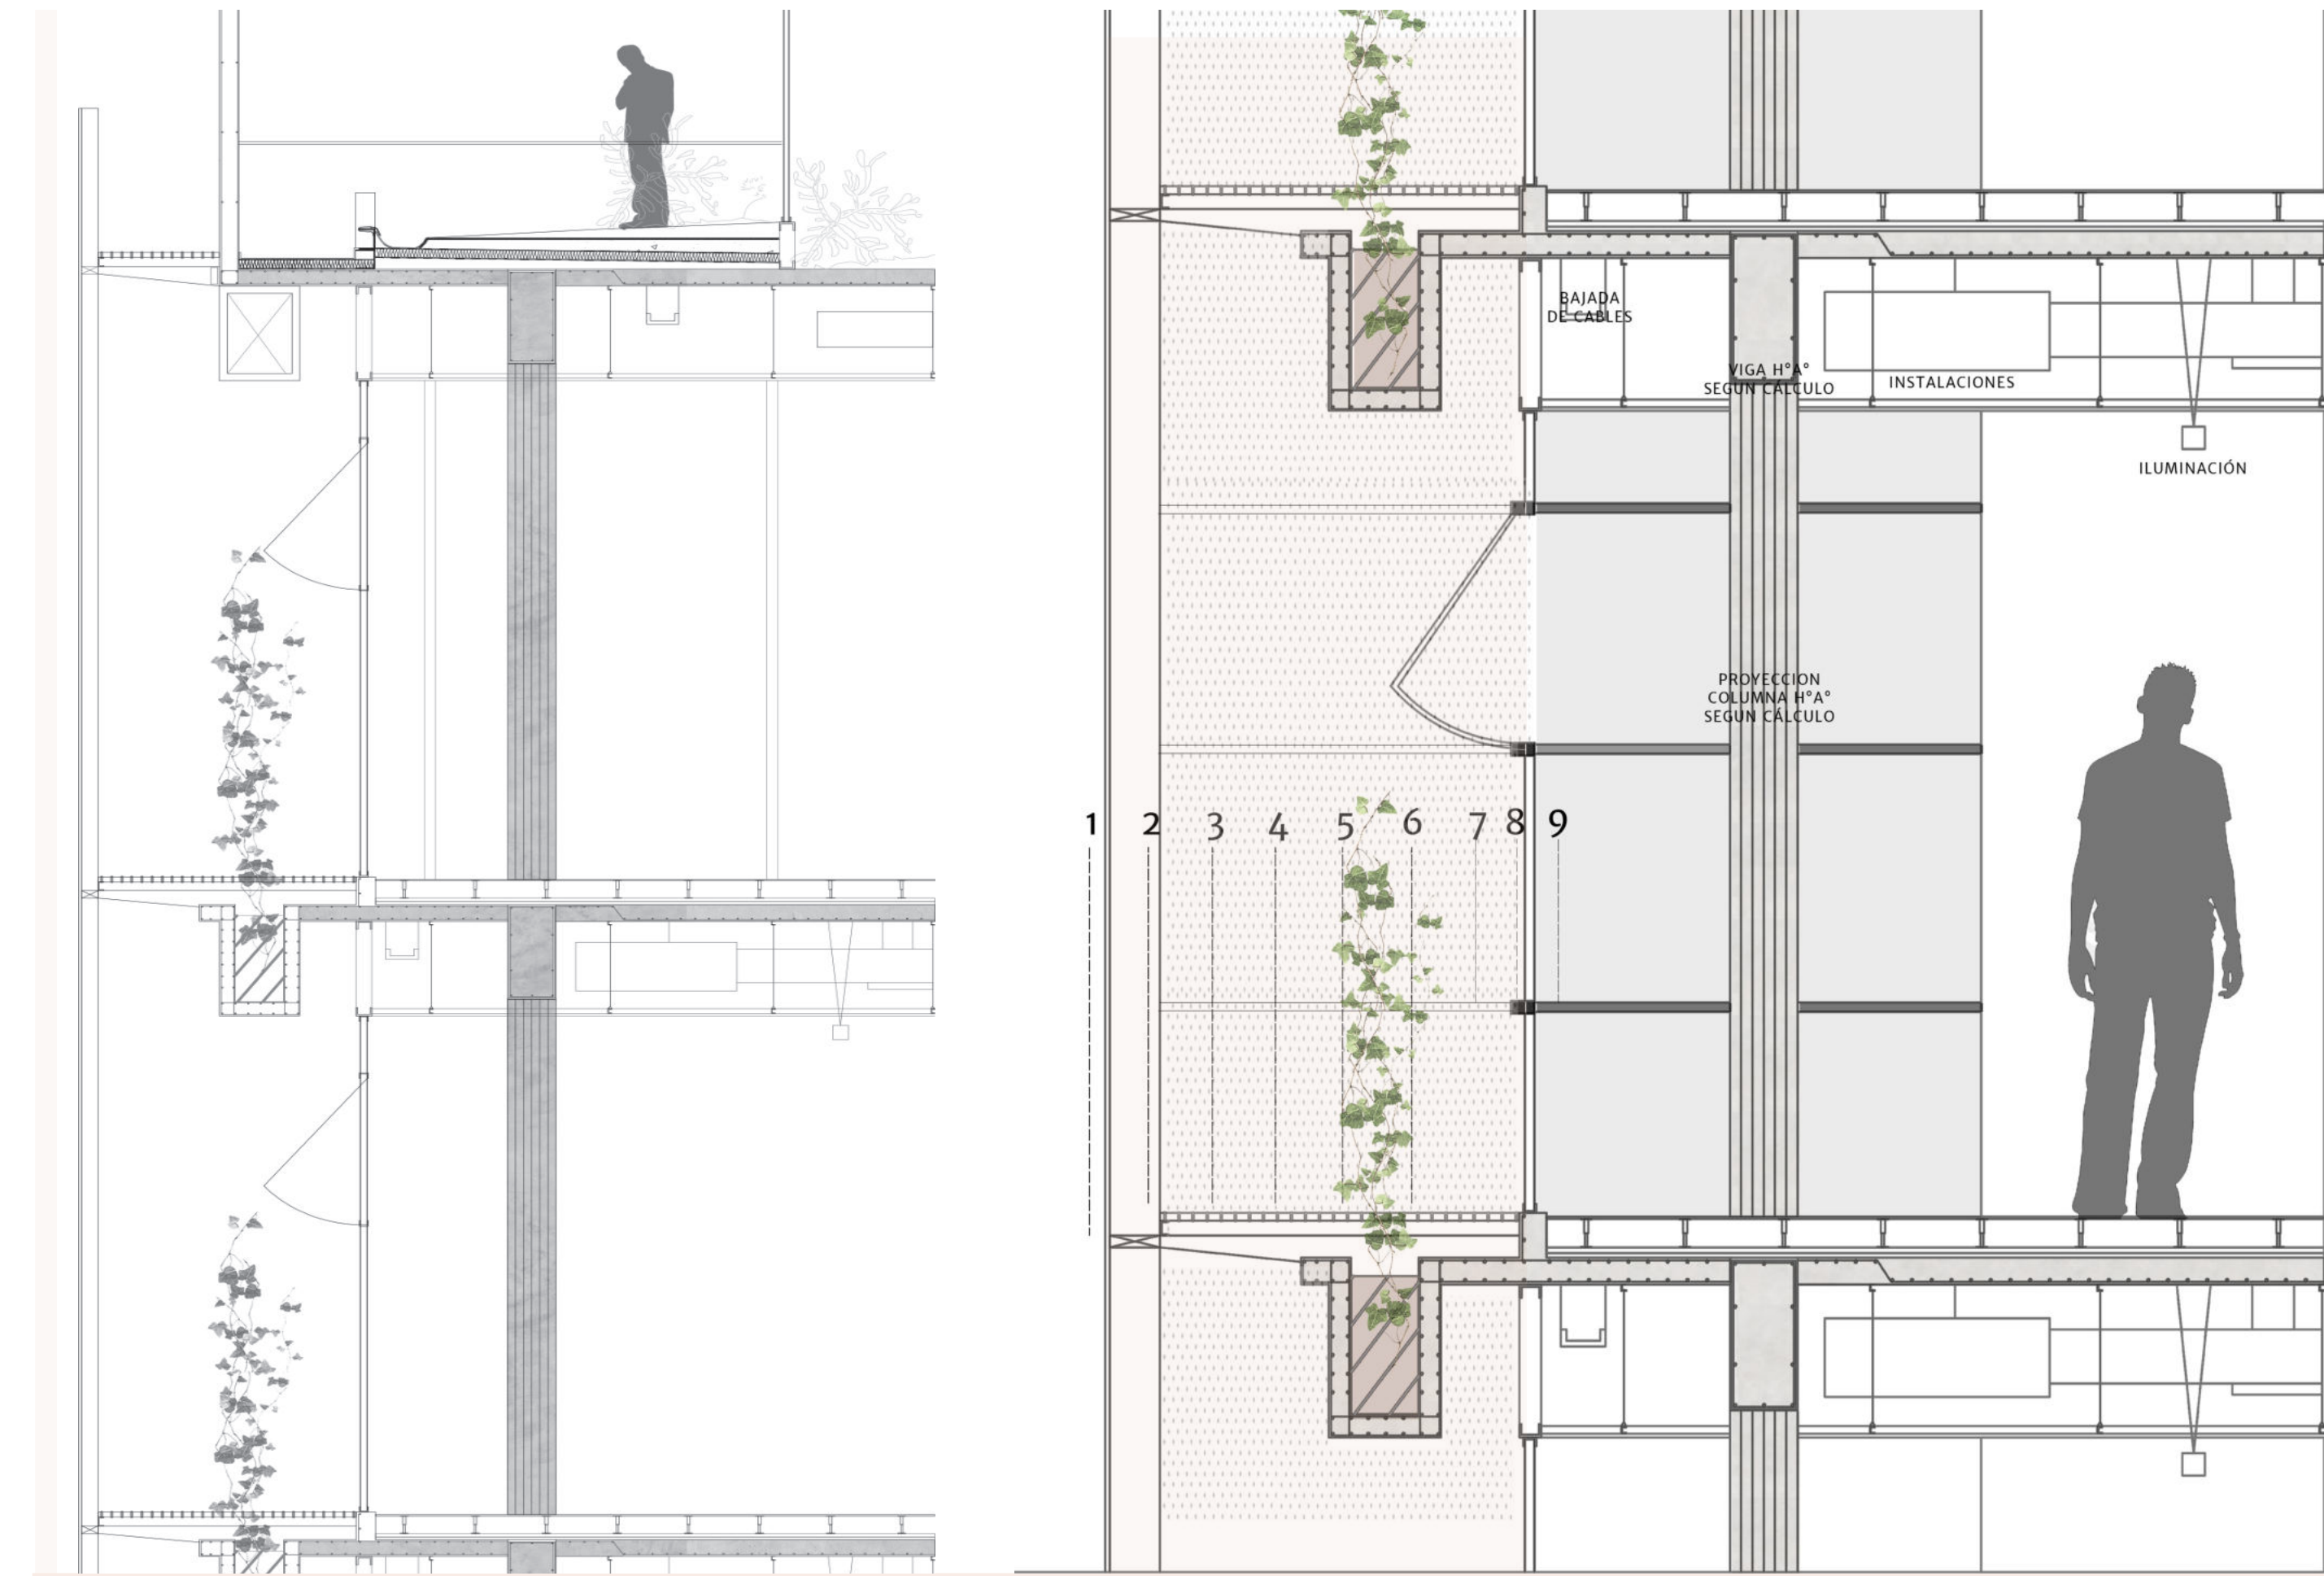 BAJADA
DE CABLES
VIGA H°A°
SEGUN CÁLCULO
INSTALACIONES
ILUMINACIÓN
PROYECCION
COLUMNA H°A°
SEGUN CÁLCULO
1 2 3 4 5 6 7 8 9